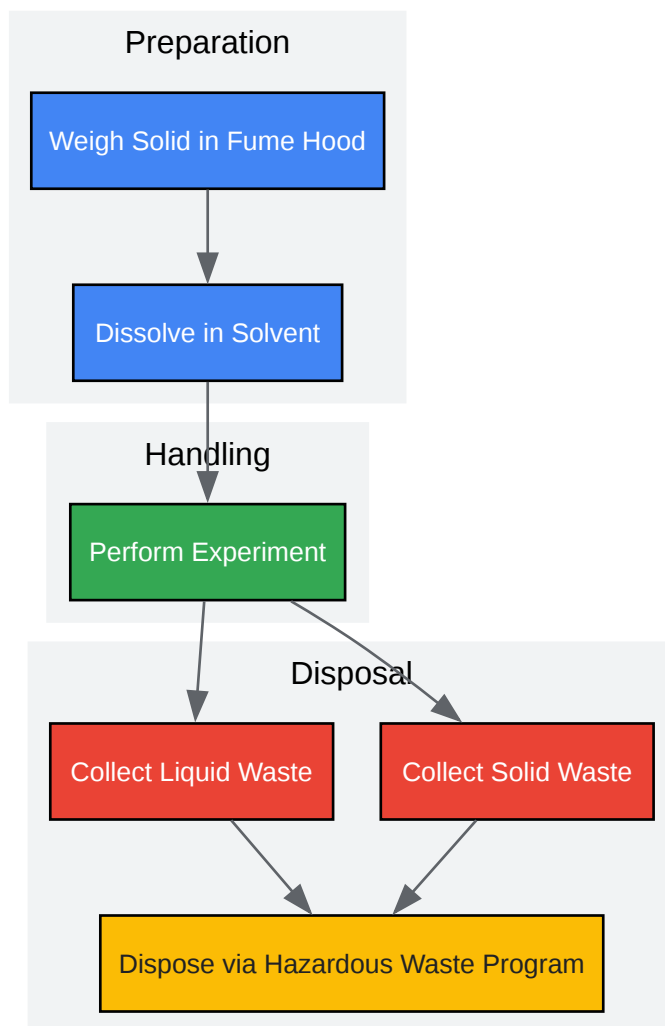 Preparation
Weigh Solid in Fume Hood
Dissolve in Solvent
Handling
Perform Experiment
Disposal
Collect Liquid Waste
Collect Solid Waste
Dispose via Hazardous Waste Program